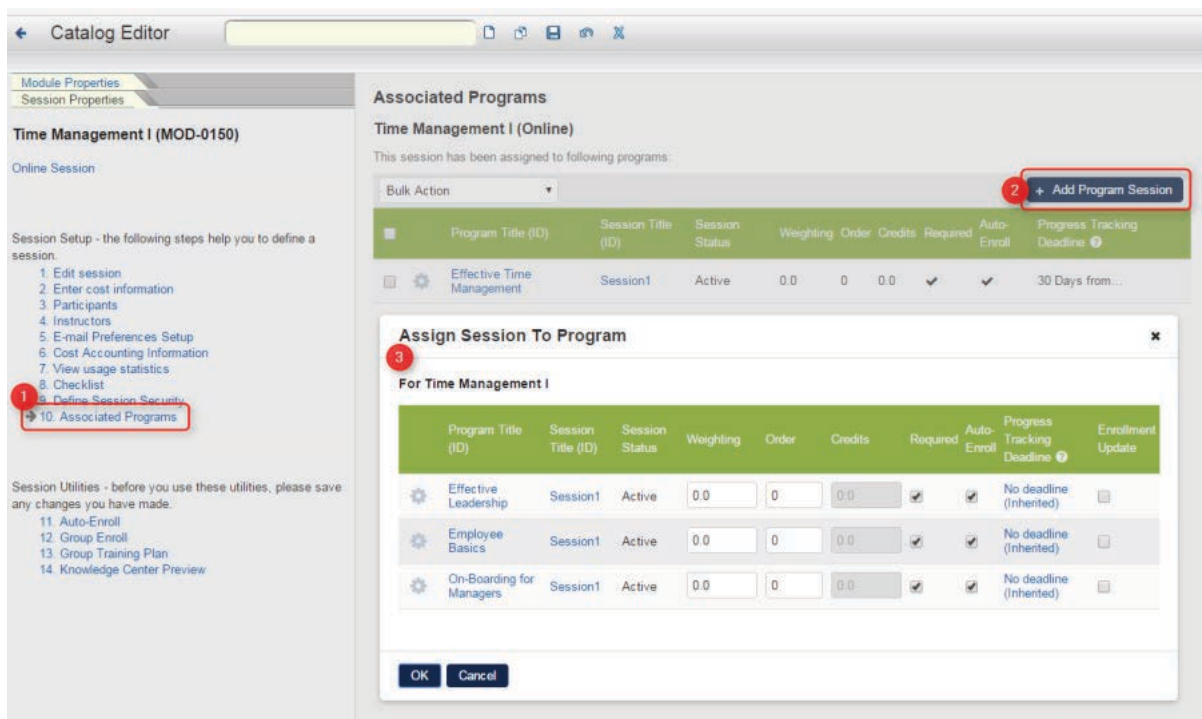 Catalog Editor
Module Properties
Session Properties
Time Management I (MOD-0150)
Online Session
Session Setup - the following steps help you to define a
session.
1. Edit session
2. Enter cost information
3. Participants
4. Instructors
5. E-mail Preferences Setup
6. Cost Accounting Information
7. View usage statistics
8. Checklist
1
9. Define Session Security
10. Associated Programs
Session Utilities - before you use these utilities, please save
any changes you have made.
11. Auto-Enroll
12. Group Enroll
13. Group Training Plan
14. Knowledge Center Preview
Associated Programs
Time Management I (Online)
This session has been assigned to following programs:
Bulk Action
2 + Add Program Session
Program Title (ID) Session Title (ID) Session Status Weighting Order Credits Required Auto-Enroll Progress Tracking Deadline ?
Effective Time Management Session1 Active 0.0 0 0.0 30 Days from...
Assign Session To Program ×
3
For Time Management I
Program Title (ID) Session Title (ID) Session Status Weighting Order Credits Required Auto-Enroll Progress Tracking Deadline ? Enrollment Update
Effective Leadership Session1 Active 0.0 0 0.0 No deadline (Inherited)
Employee Basics Session1 Active 0.0 0 0.0 No deadline (Inherited)
On-Boarding for Managers Session1 Active 0.0 0 0.0 No deadline (Inherited)
OK Cancel